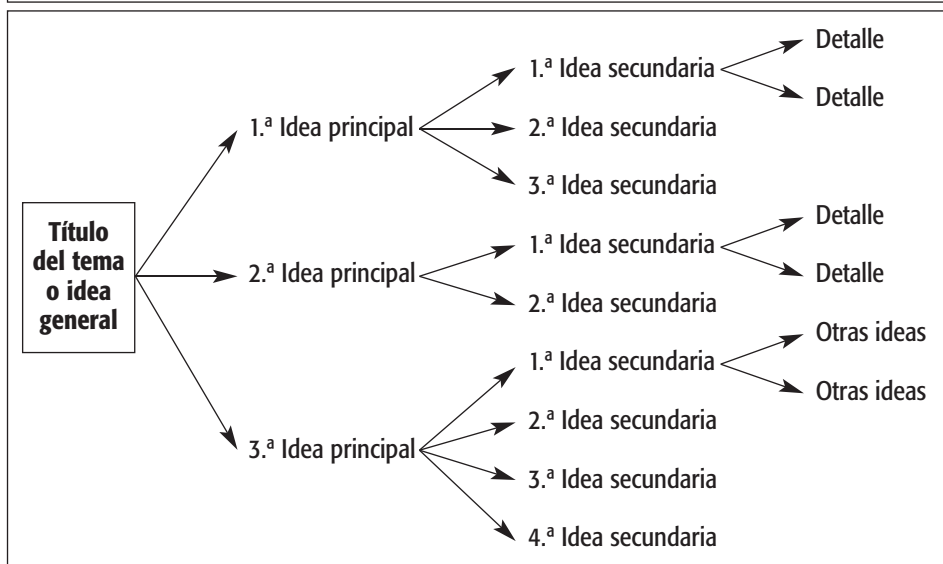 Título
del tema
o idea
general
1.ª Idea principal
1.ª Idea secundaria
Detalle
Detalle
2.ª Idea secundaria
3.ª Idea secundaria
2.ª Idea principal
1.ª Idea secundaria
Detalle
Detalle
2.ª Idea secundaria
3.ª Idea principal
1.ª Idea secundaria
Otras ideas
Otras ideas
2.ª Idea secundaria
3.ª Idea secundaria
4.ª Idea secundaria